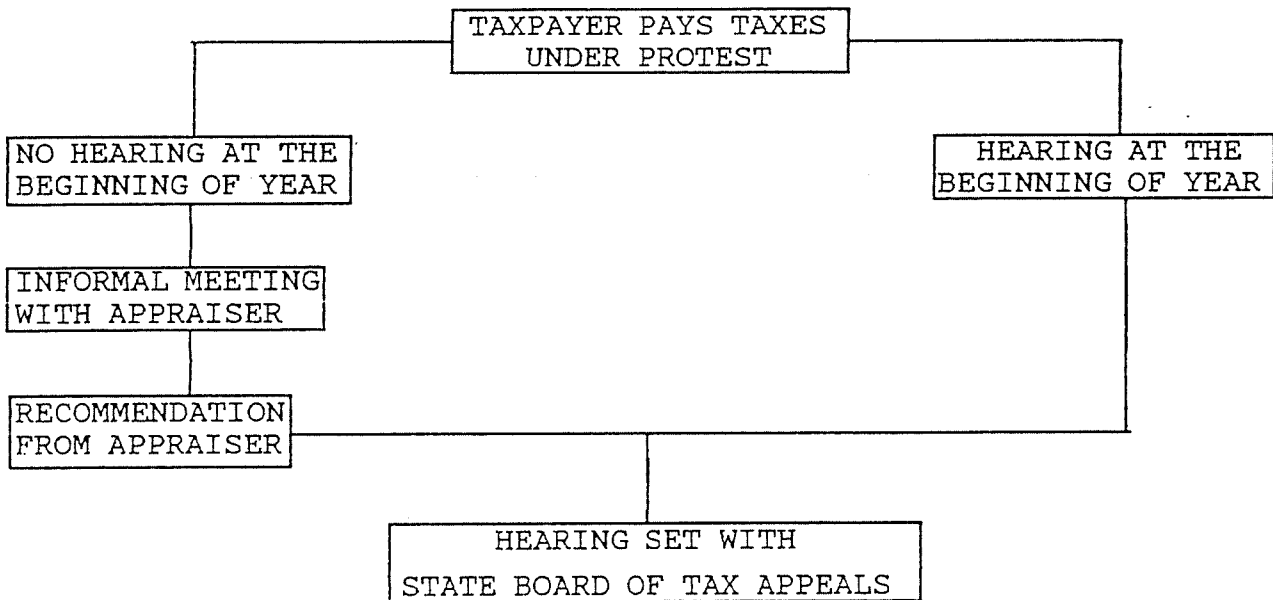 TAXPAYER PAYS TAXES
UNDER PROTEST
NO HEARING AT THE
BEGINNING OF YEAR
HEARING AT THE
BEGINNING OF YEAR
INFORMAL MEETING
WITH APPRAISER
RECOMMENDATION
FROM APPRAISER
HEARING SET WITH
STATE BOARD OF TAX APPEALS